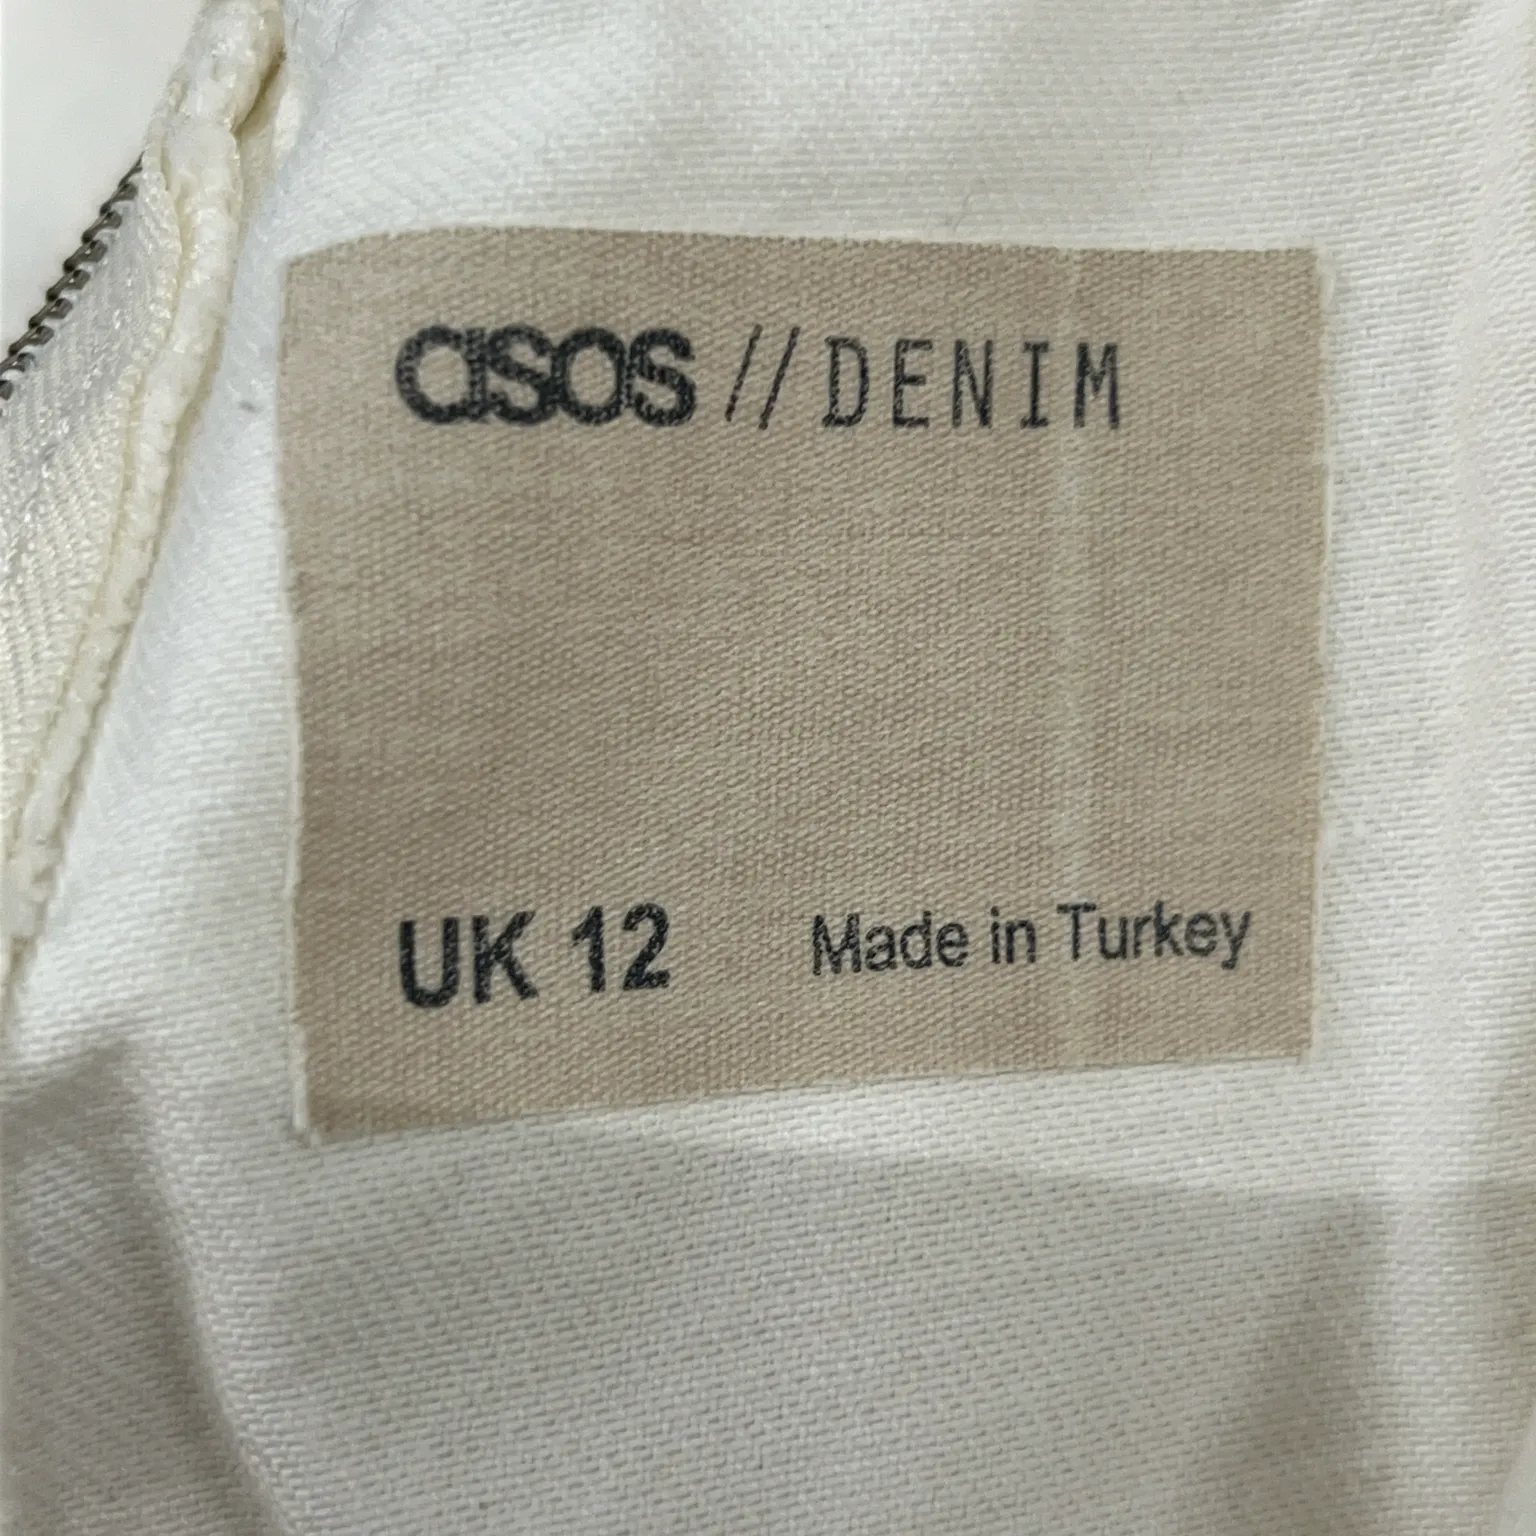 asos // DENIM
UK 12 Made in Turkey